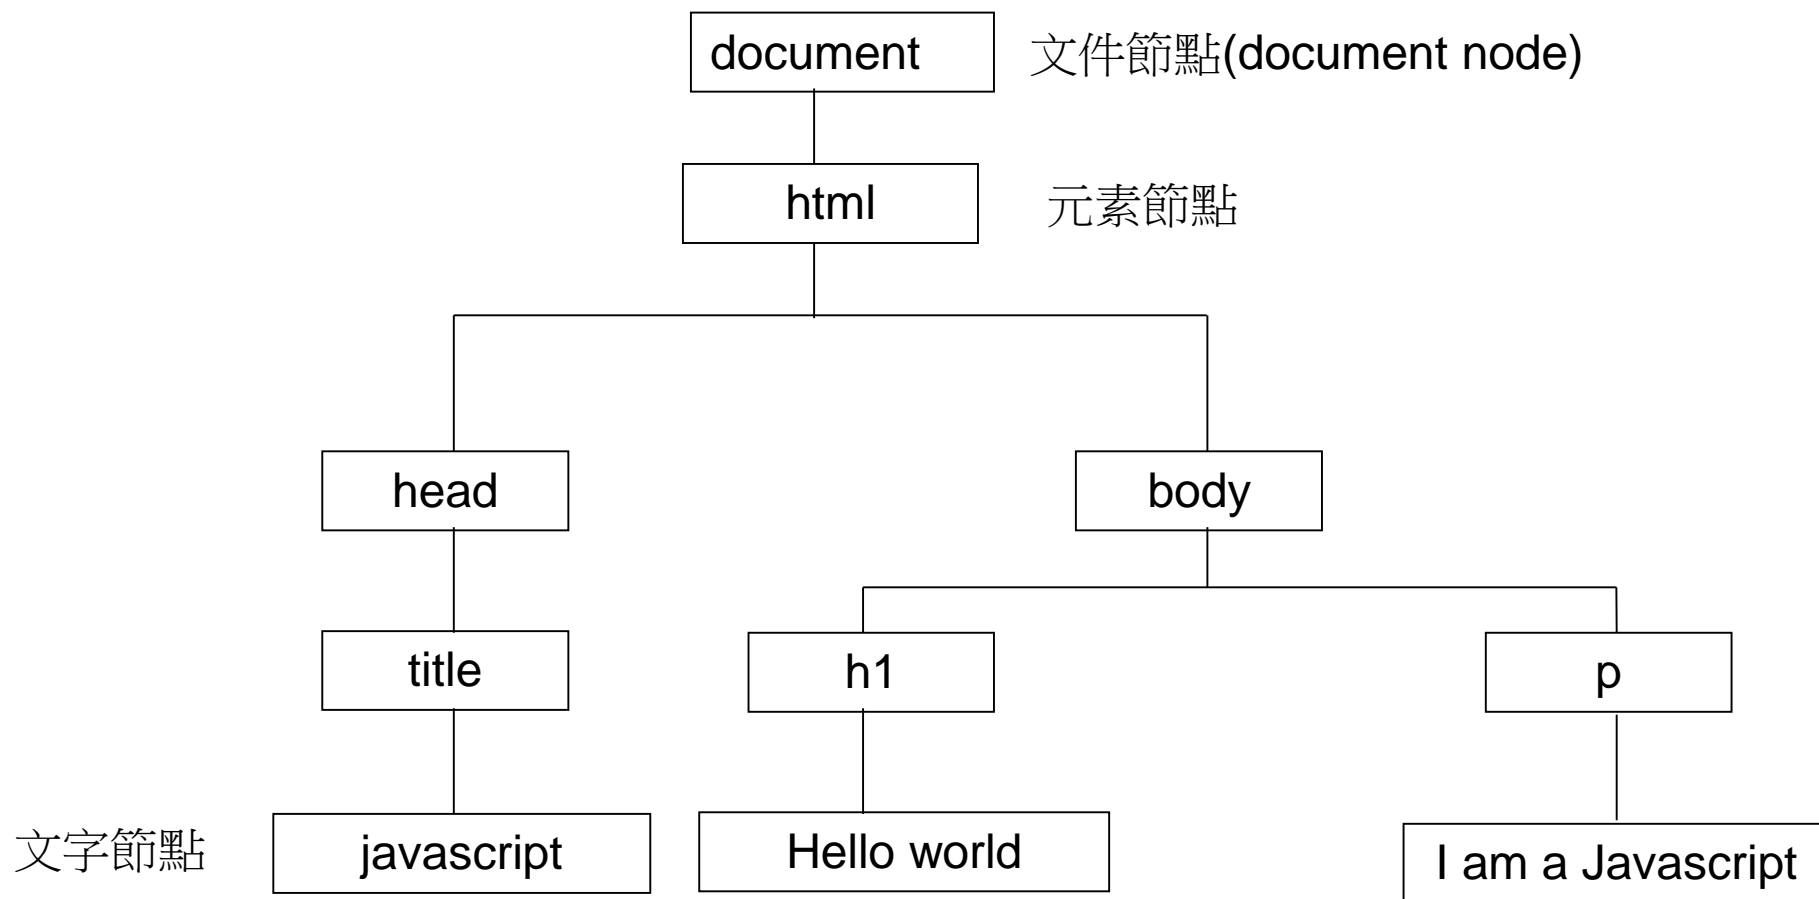 document 文件節點(document node)
html 元素節點
head body
title h1 p
文字節點 javascript Hello world I am a Javascript